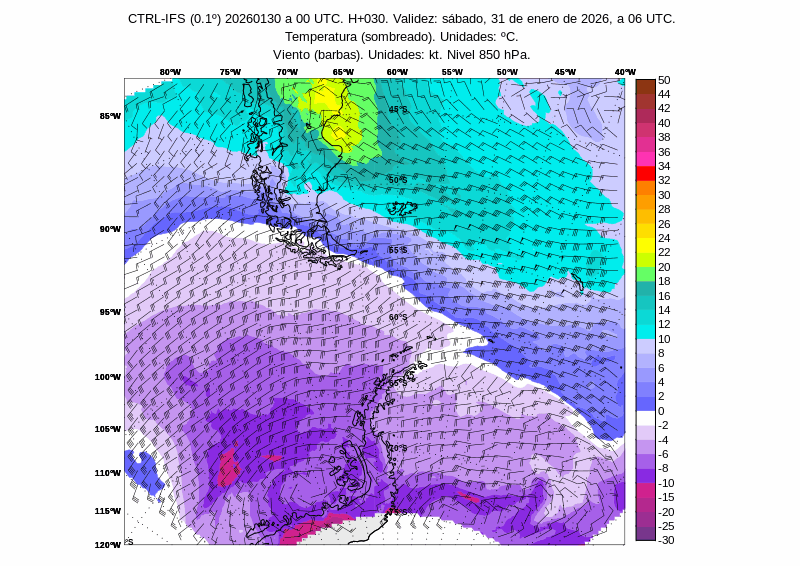 CTRL-IFS (0.1º) 20260130 a 00 UTC. H+030. Validez: sábado, 31 de enero de 2026, a 06 UTC.
Temperatura (sombreado). Unidades: ºC.
Viento (barbas). Unidades: kt. Nivel 850 hPa.
80°W 75°W 70°W 65°W 60°W 55°W 50°W 45°W 40°W
85°W
90°W
95°W
100°W
105°W
110°W
115°W
120°W
45°S
50°S
55°S
60°S
65°S
70°S
75°S
°S
50
44
42
40
38
36
34
32
30
28
26
24
22
20
18
16
14
12
10
8
6
4
2
0
-2
-4
-6
-8
-10
-15
-20
-25
-30